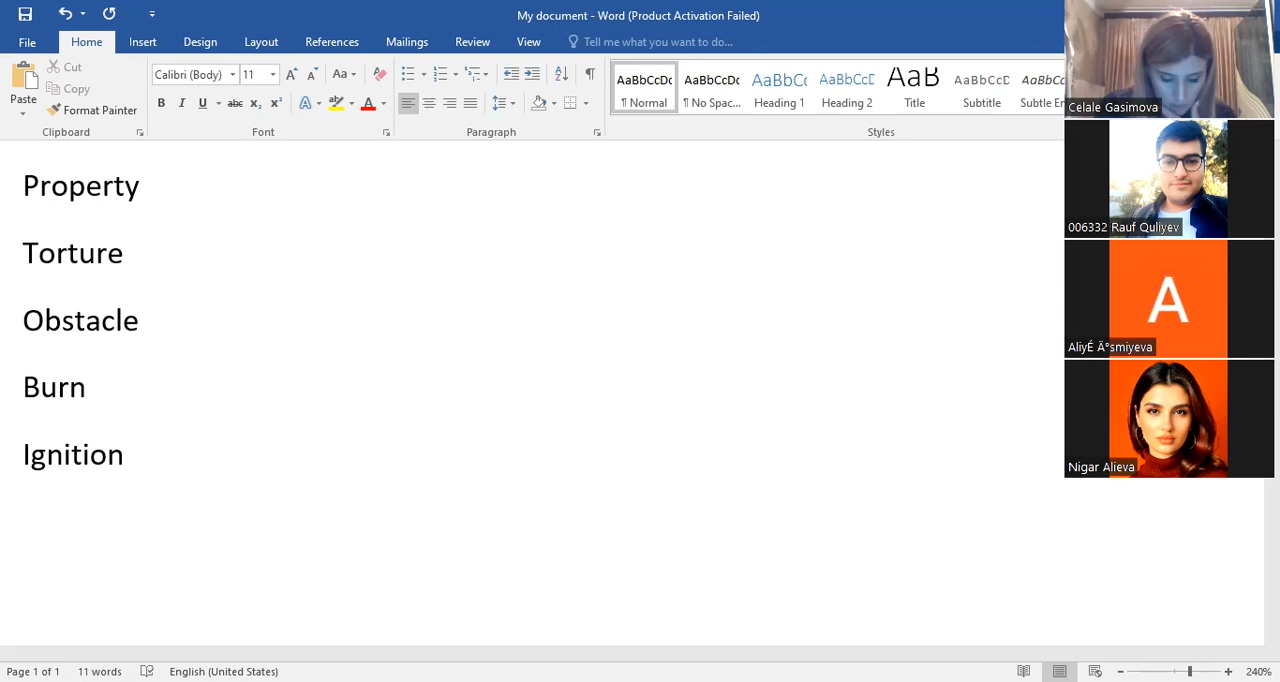 My document - Word (Product Activation Failed)
File Home Insert Design Layout References Mailings Review View Tell me what you want to do...
Paste
Cut
Copy
Format Painter
Clipboard
Calibri (Body) 11
Font
Paragraph
AaBbCcDc AaBbCcDc AaBbCc AaBbCcD AaB AaBbCcD AaBbCc
¶ Normal ¶ No Spac... Heading 1 Heading 2 Title Subtitle Subtle Em
Styles
Property
Torture
Obstacle
Burn
Ignition
Celale Gasimova
006332 Rauf Quliyev
A
AliyÉ Ä°smiyeva
Nigar Alieva
Page 1 of 1 11 words English (United States) 240%